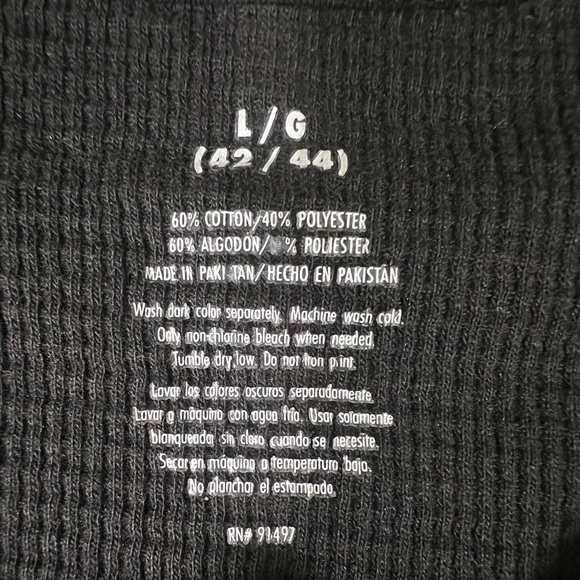 L/G
(42/44)
60% COTTON/40% POLYESTER
60% ALGODÓN/ % POLIESTER
MADE IN PAKI TAN/HECHO EN PAKISTÁN
Wash dark color separately. Machine wash cold.
Only non-chlorine bleach when needed.
Tumble dry low. Do not iron print.
Lavar los colores oscuros separadamente.
Lavar a máquina con agua fría. Usar solamente
blanqueador sin cloro cuando se necesite.
Secar en máquina a temperatura baja.
No planchar el estampado.
RN# 91497